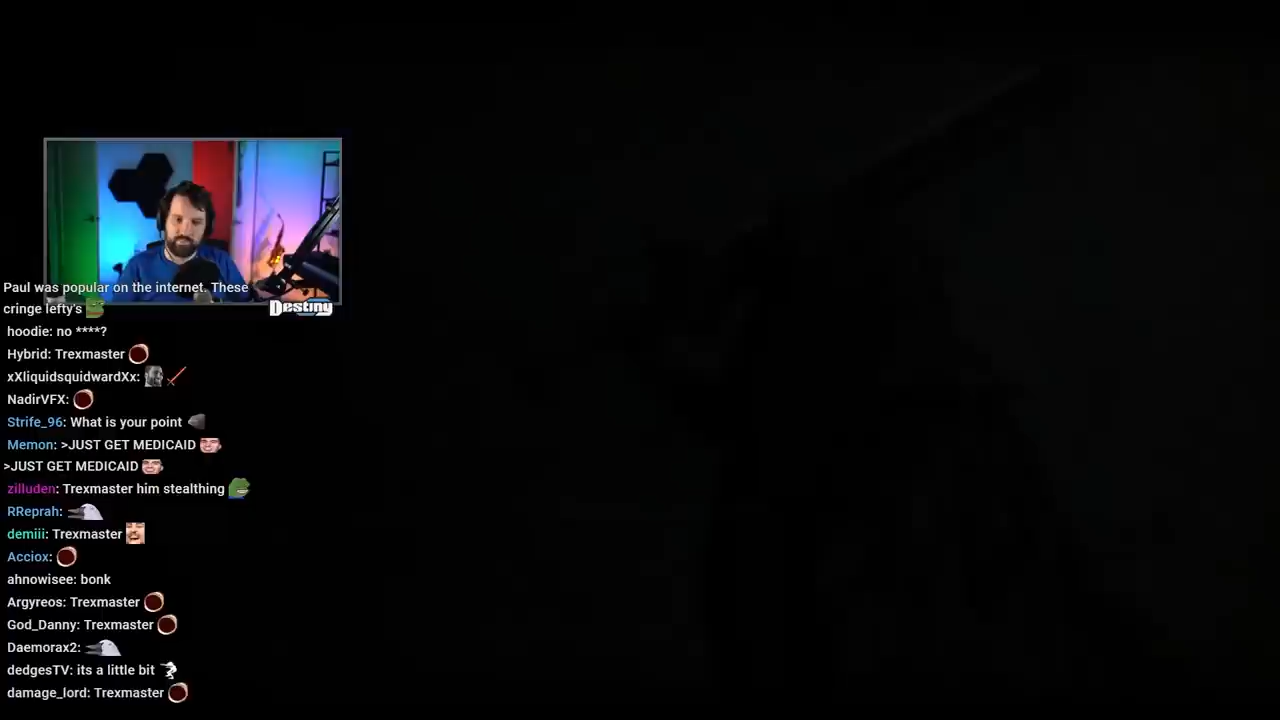 Destiny
Paul was popular on the internet. These
cringe lefty's
hoodie: no ****?
Hybrid: Trexmaster
xXliquidsquidwardXx:
NadirVFX:
Strife_96: What is your point
Memon: >JUST GET MEDICAID
>JUST GET MEDICAID
zilluden: Trexmaster him stealthing
RReprah:
demiii: Trexmaster
Acciox:
ahnowisee: bonk
Argyreos: Trexmaster
God_Danny: Trexmaster
Daemorax2:
dedgesTV: its a little bit
damage_lord: Trexmaster